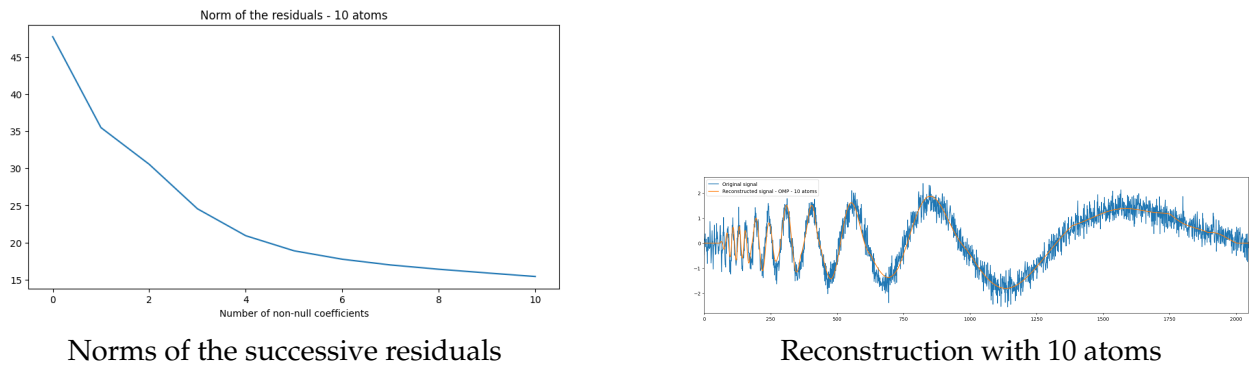 Norm of the residuals - 10 atoms
45
40
35
30
25
20
15
0 2 4 6 8 10
Number of non-null coefficients
Norms of the successive residuals
Original signal
Reconstructed signal - OMP - 10 atoms
2
1
0
−1
−2
0 250 500 750 1000 1250 1500 1750 2000
Reconstruction with 10 atoms